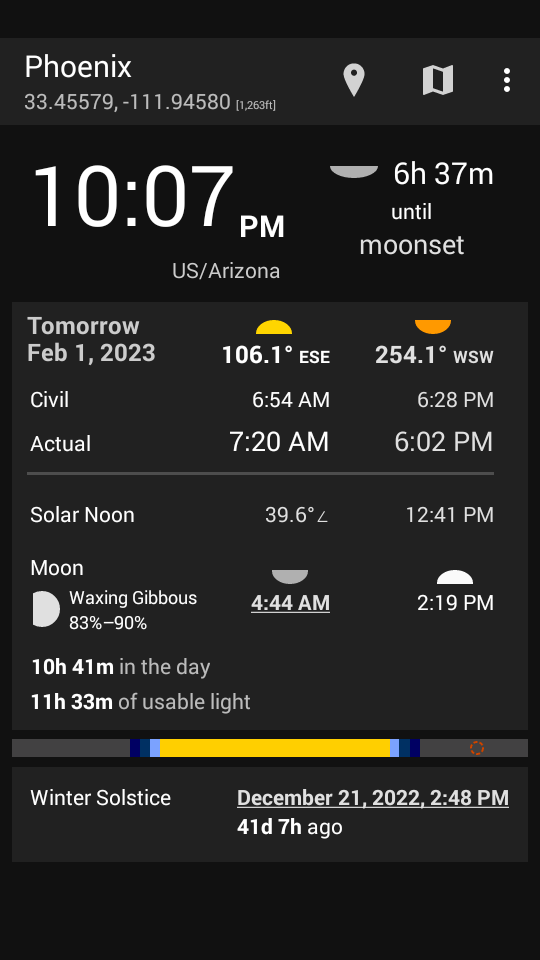 Phoenix
33.45579, -111.94580 [1,263ft]
10:07 PM
6h 37m
until
moonset
US/Arizona
Tomorrow
Feb 1, 2023
106.1° ESE
254.1° WSW
Civil 6:54 AM 6:28 PM
Actual 7:20 AM 6:02 PM
Solar Noon 39.6°∠ 12:41 PM
Moon
Waxing Gibbous
83%–90%
4:44 AM 2:19 PM
10h 41m in the day
11h 33m of usable light
Winter Solstice December 21, 2022, 2:48 PM
41d 7h ago